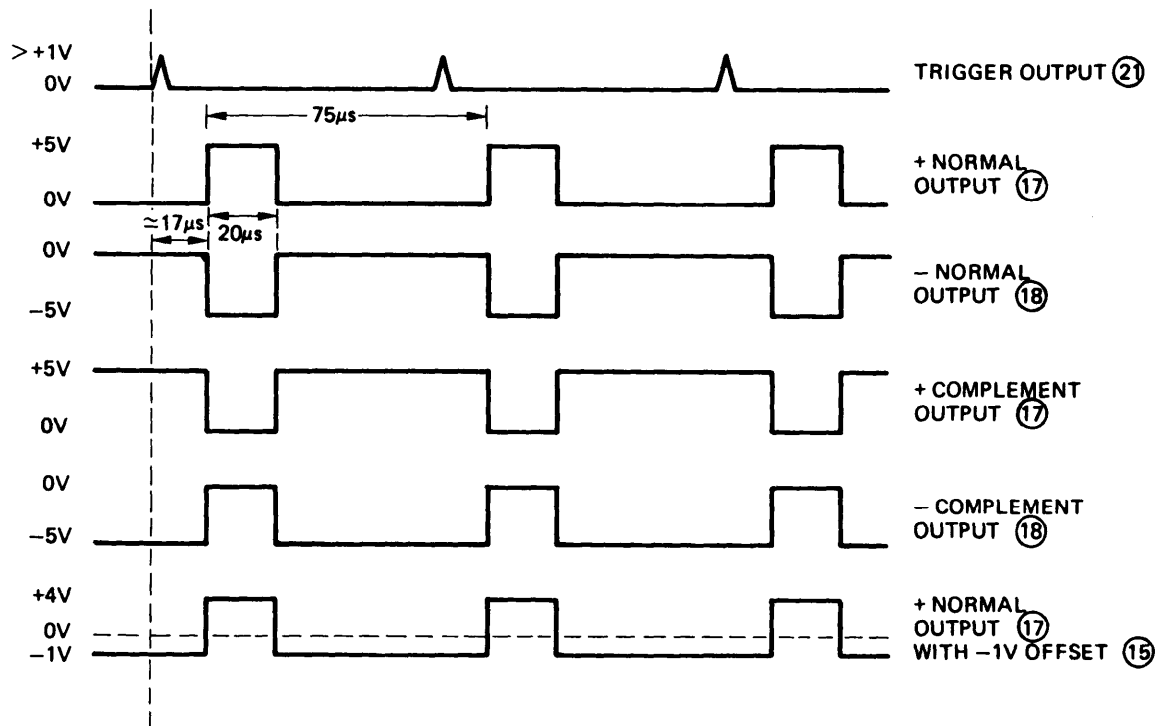 > +1V
0V
TRIGGER OUTPUT 21
75μs
+5V
0V
+ NORMAL
OUTPUT 17
≃17μs
20μs
0V
−5V
− NORMAL
OUTPUT 18
+5V
0V
+ COMPLEMENT
OUTPUT 17
0V
−5V
− COMPLEMENT
OUTPUT 18
+4V
0V
−1V
+ NORMAL
OUTPUT 17
WITH −1V OFFSET 15